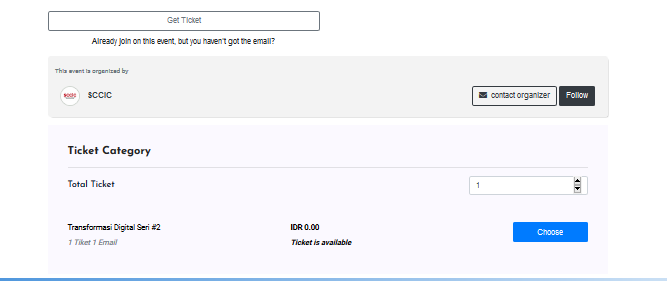 Get Ticket
Already join on this event, but you haven't got the email?
This event is organized by
SCCIC
SCCIC
contact organizer
Follow
Ticket Category
Total Ticket
1
Transformasi Digital Seri #2
IDR 0.00
Choose
1 Tiket 1 Email
Ticket is available